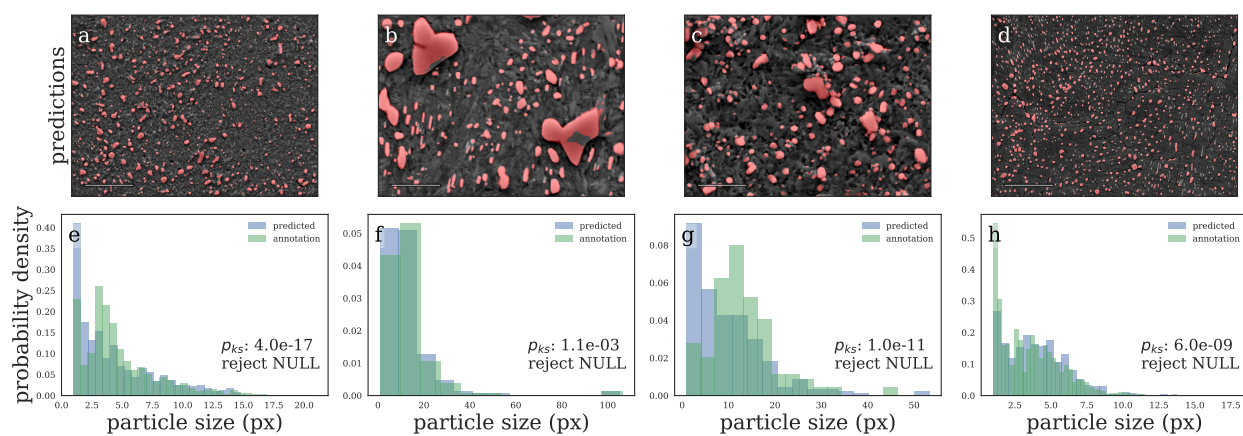 predictions
a
b
c
d
probability density
e
predicted
annotation
0.40
0.35
0.30
0.25
0.20
0.15
0.10
0.05
0.00
p_ks: 4.0e-17
reject NULL
0.0 2.5 5.0 7.5 10.0 12.5 15.0 17.5 20.0
particle size (px)
f
predicted
annotation
0.05
0.04
0.03
0.02
0.01
0.00
p_ks: 1.1e-03
reject NULL
0 20 40 60 80 100
particle size (px)
g
predicted
annotation
0.08
0.06
0.04
0.02
0.00
p_ks: 1.0e-11
reject NULL
0 10 20 30 40 50
particle size (px)
h
predicted
annotation
0.5
0.4
0.3
0.2
0.1
0.0
p_ks: 6.0e-09
reject NULL
2.5 5.0 7.5 10.0 12.5 15.0 17.5
particle size (px)